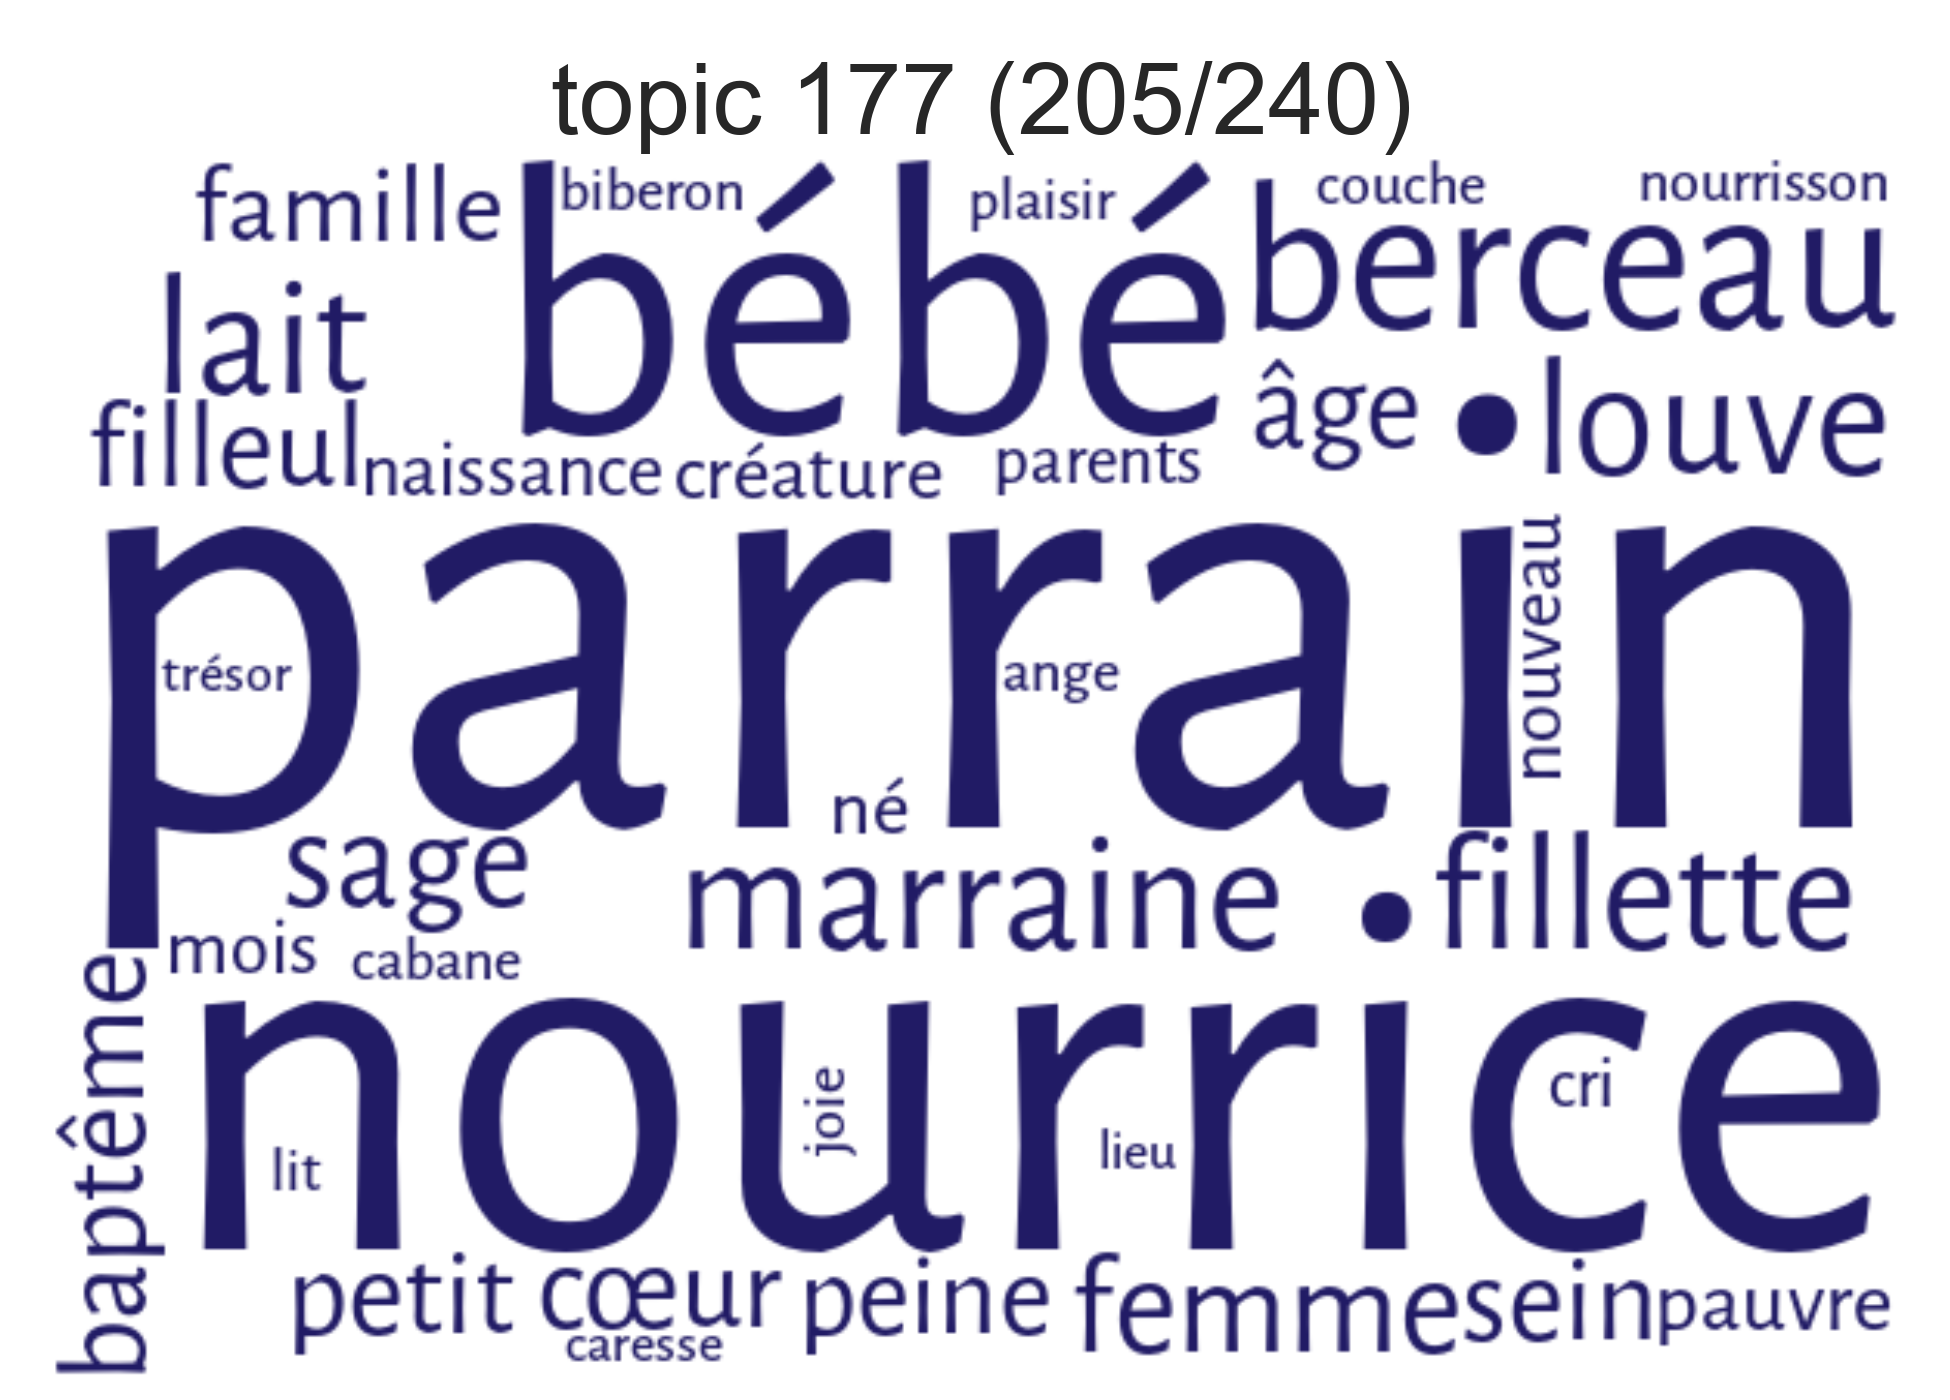 topic 177 (205/240)
famille
biberon
plaisir
couche
nourrisson
bébé
berceau
lait
âge
louve
filleul
naissance
créature
parents
parrain
nouveau
trésor
ange
né
sage
marraine
fillette
mois
cabane
baptême
nourrice
joie
cri
lit
lieu
petit
cœur
peine
femme
sein
pauvre
caresse